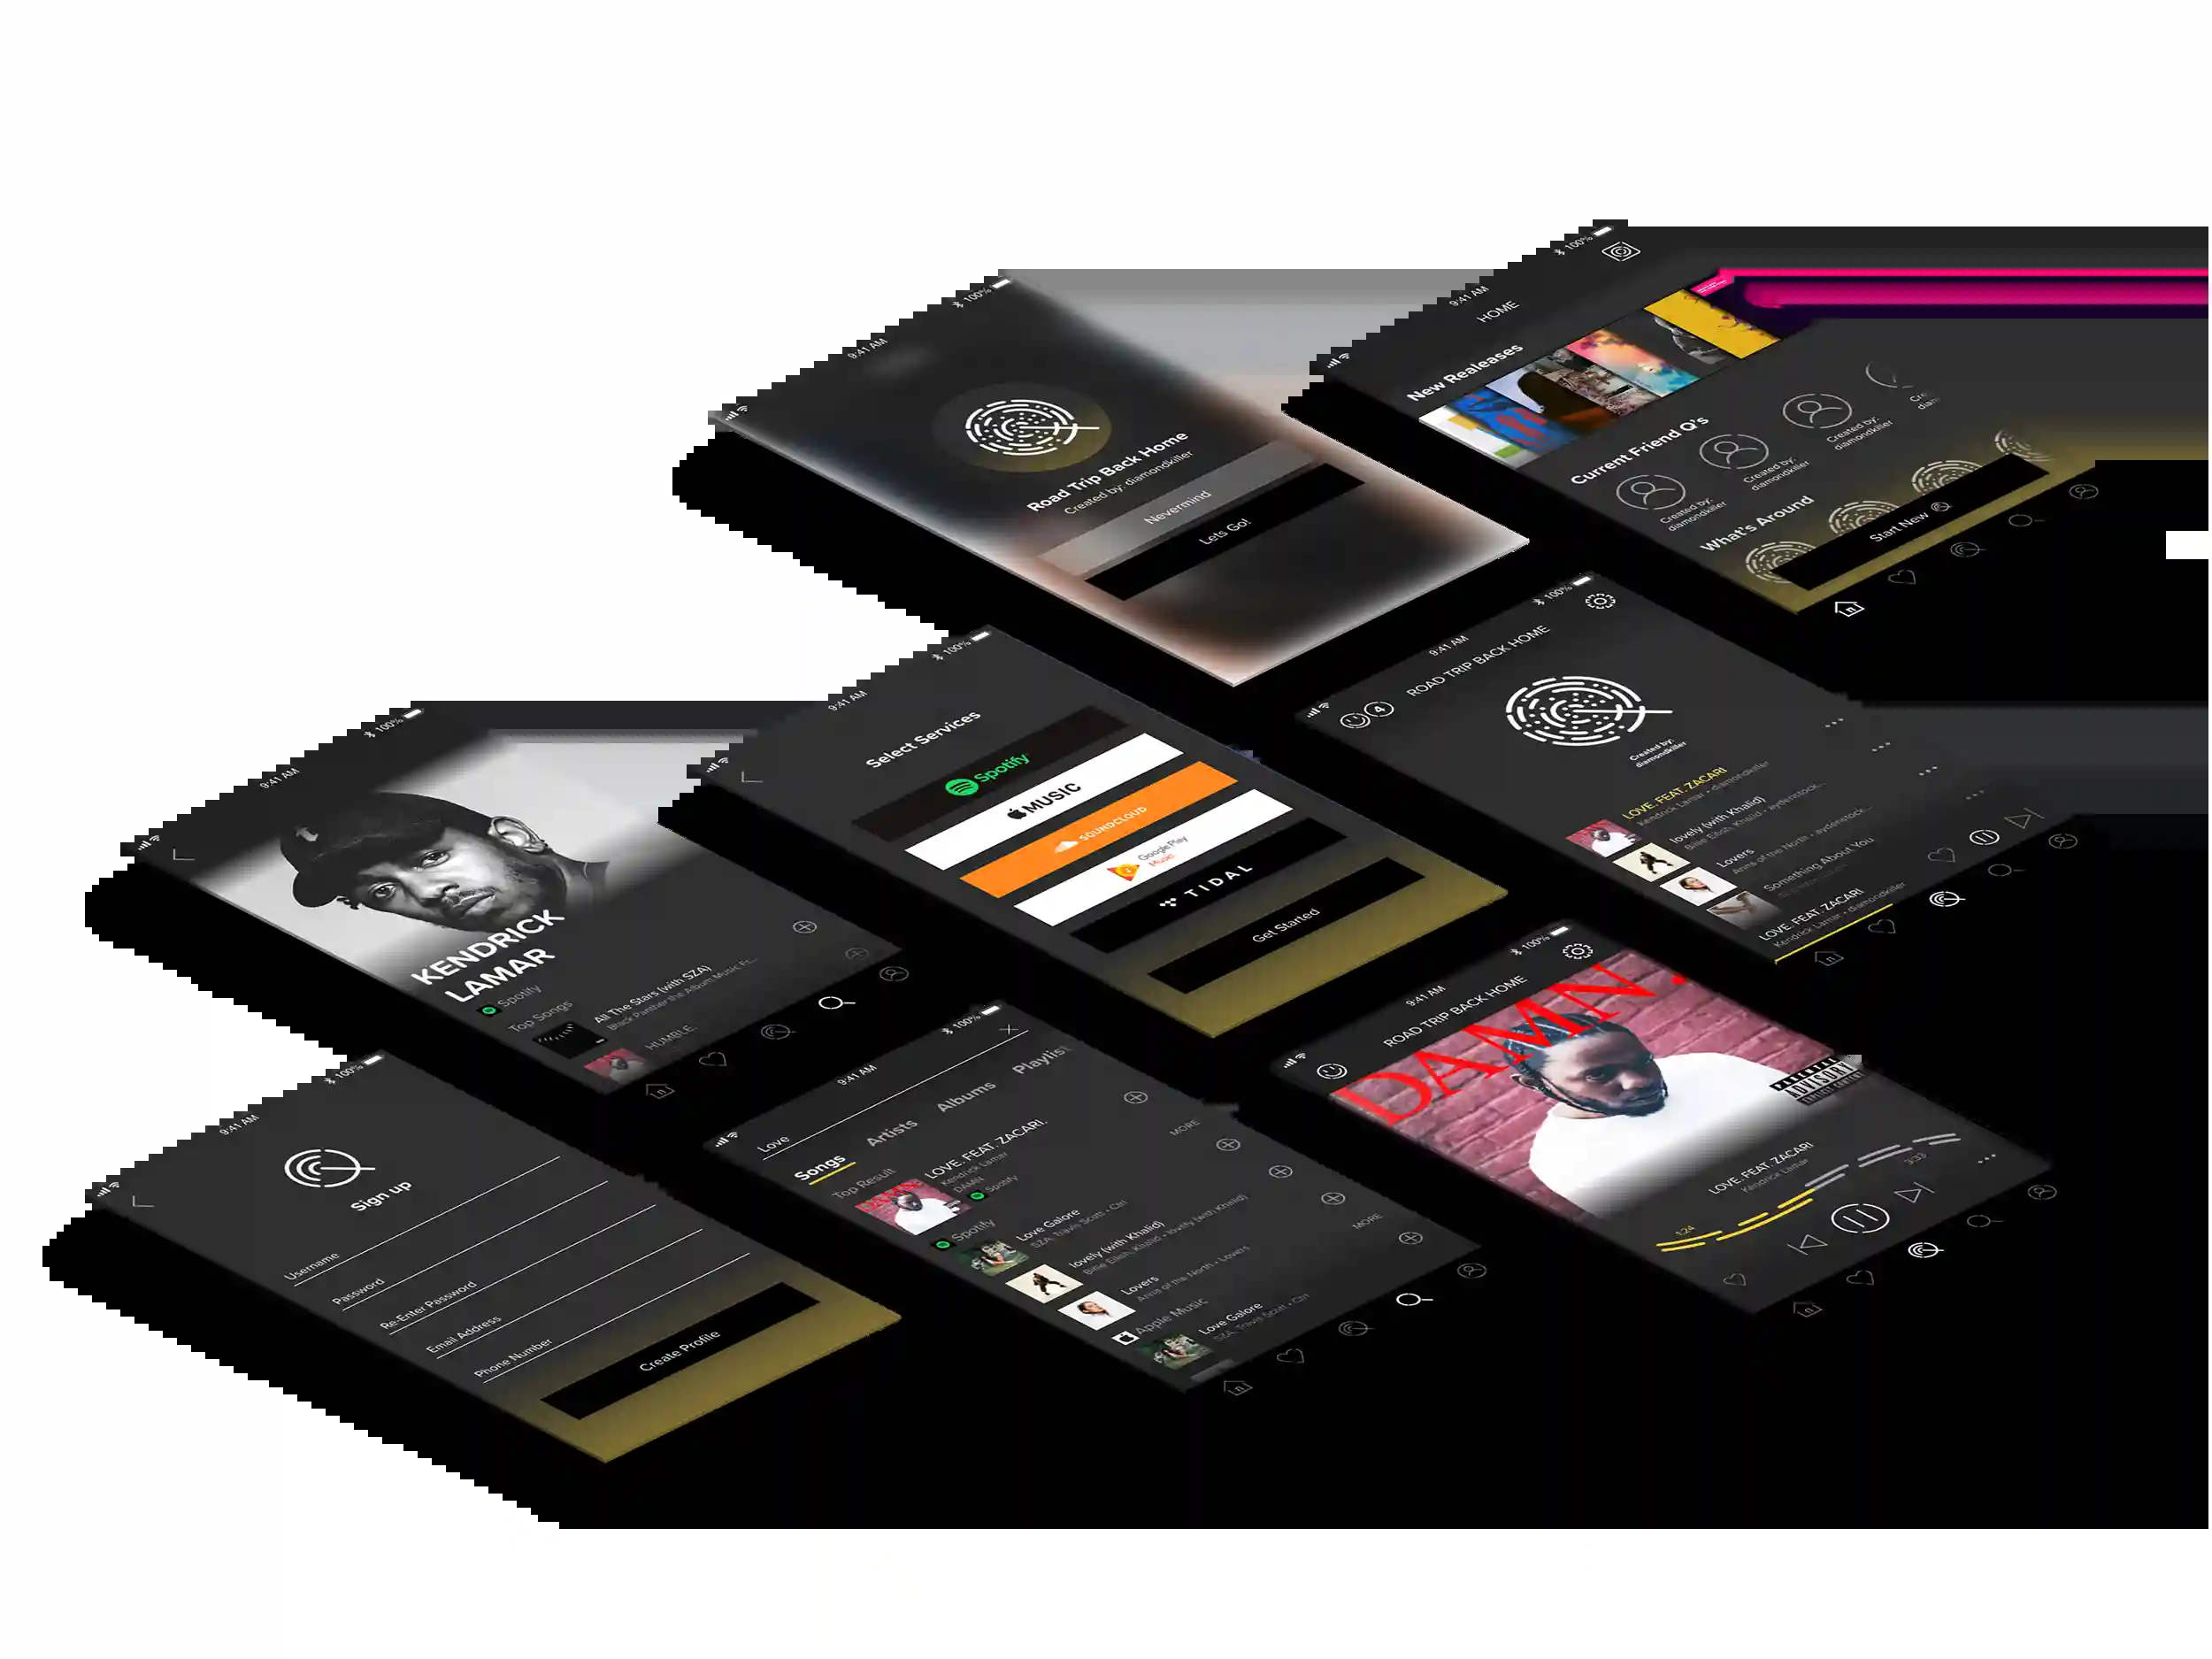 100%
9:41 AM
HOME
New Realeases
Current Friend Q's
Created by:
diamondkiller
Created by:
diamondkiller
Created by:
diamondkiller
What's Around
Start New
100%
9:41 AM
Road Trip Back Home
Created by: diamondkiller
Nevermind
Lets Go!
100%
9:41 AM
ROAD TRIP BACK HOME
4
Created by:
diamondkiller
LOVE. FEAT. ZACARI
Kendrick Lamar • diamondkiller
lovely (with Khalid)
Billie Eilish, Khalid • aydenstock...
Lovers
Anna of the North • aydenstock...
Something About You
LOVE. FEAT. ZACARI
Kendrick Lamar • diamondkiller
100%
9:41 AM
Select Services
Spotify
MUSIC
SOUNDCLOUD
Google Play
Music
TIDAL
Get Started
100%
9:41 AM
KENDRICK
LAMAR
Spotify
Top Songs
All The Stars (with SZA)
Black Panther the Album Music Fr...
HUMBLE.
100%
9:41 AM
ROAD TRIP BACK HOME
DAMN.
PARENTAL
ADVISORY
EXPLICIT CONTENT
LOVE. FEAT. ZACARI
Kendrick Lamar
1:24
3:33
100%
9:41 AM
Love
Songs
Artists
Albums
Playlist
Top Result
LOVE. FEAT. ZACARI.
Kendrick Lamar
DAMN
Spotify
Spotify
MORE
Love Galore
SZA, Travis Scott • Ctrl
lovely (with Khalid)
Billie Eilish, Khalid • lovely (with Khalid)
Lovers
Anna of the North • Lovers
Apple Music
MORE
Love Galore
SZA, Travis Scott • Ctrl
100%
9:41 AM
Sign up
Username
Password
Re-Enter Password
Email Address
Phone Number
Create Profile